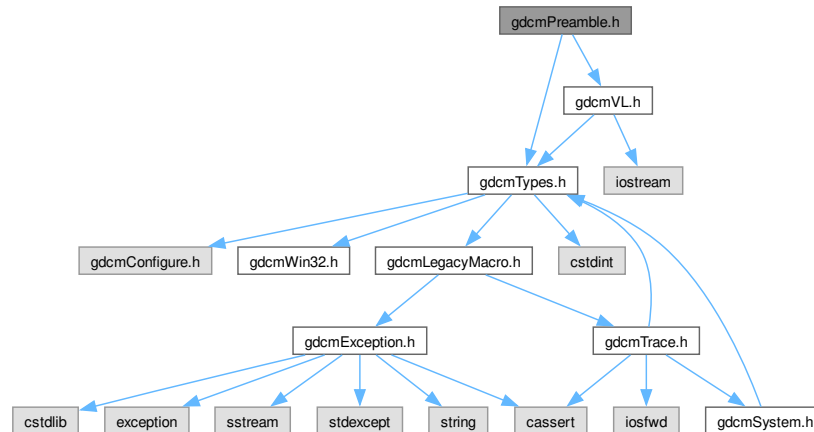 gdcmPreamble.h
gdcmVL.h
gdcmTypes.h
iostream
gdcmConfigure.h
gdcmWin32.h
gdcmLegacyMacro.h
cstdint
gdcmException.h
gdcmTrace.h
cstdlib
exception
sstream
stdexcept
string
cassert
iosfwd
gdcmSystem.h